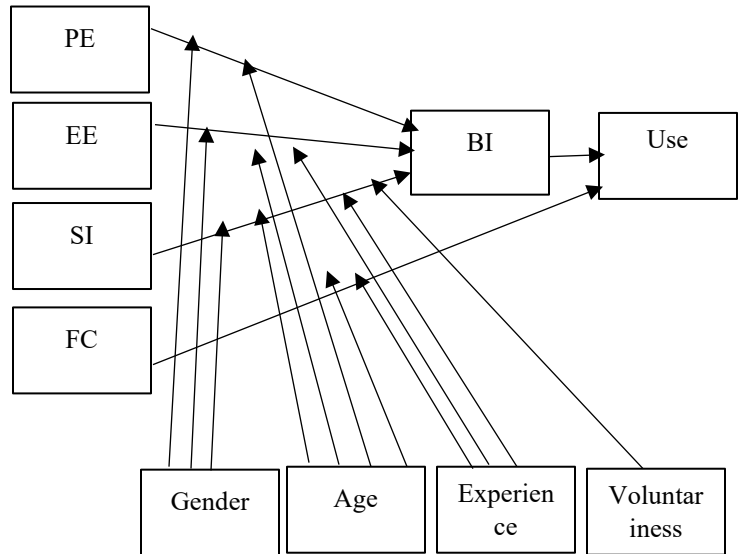 PE
EE
BI
Use
SI
FC
Gender
Age
Experien
ce
Voluntar
iness